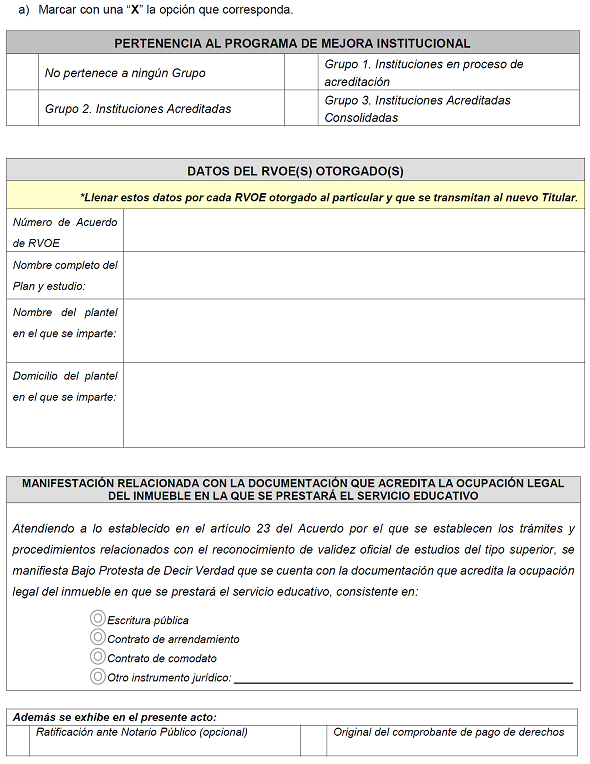 a) Marcar con una “X” la opción que corresponda.
PERTENENCIA AL PROGRAMA DE MEJORA INSTITUCIONAL
No pertenece a ningún Grupo
Grupo 1. Instituciones en proceso de
acreditación
Grupo 2. Instituciones Acreditadas
Grupo 3. Instituciones Acreditadas
Consolidadas
DATOS DEL RVOE(S) OTORGADO(S)
*Llenar estos datos por cada RVOE otorgado al particular y que se transmitan al nuevo Titular.
Número de Acuerdo
de RVOE
Nombre completo del
Plan y estudio:
Nombre del plantel
en el que se imparte:
Domicilio del plantel
en el que se imparte:
MANIFESTACIÓN RELACIONADA CON LA DOCUMENTACIÓN QUE ACREDITA LA OCUPACIÓN LEGAL
DEL INMUEBLE EN LA QUE SE PRESTARÁ EL SERVICIO EDUCATIVO
Atendiendo a lo establecido en el artículo 23 del Acuerdo por el que se establecen los trámites y
procedimientos relacionados con el reconocimiento de validez oficial de estudios del tipo superior, se
manifiesta Bajo Protesta de Decir Verdad que se cuenta con la documentación que acredita la ocupación
legal del inmueble en que se prestará el servicio educativo, consistente en:
Escritura pública
Contrato de arrendamiento
Contrato de comodato
Otro instrumento jurídico:
Además se exhibe en el presente acto:
Ratificación ante Notario Público (opcional)
Original del comprobante de pago de derechos